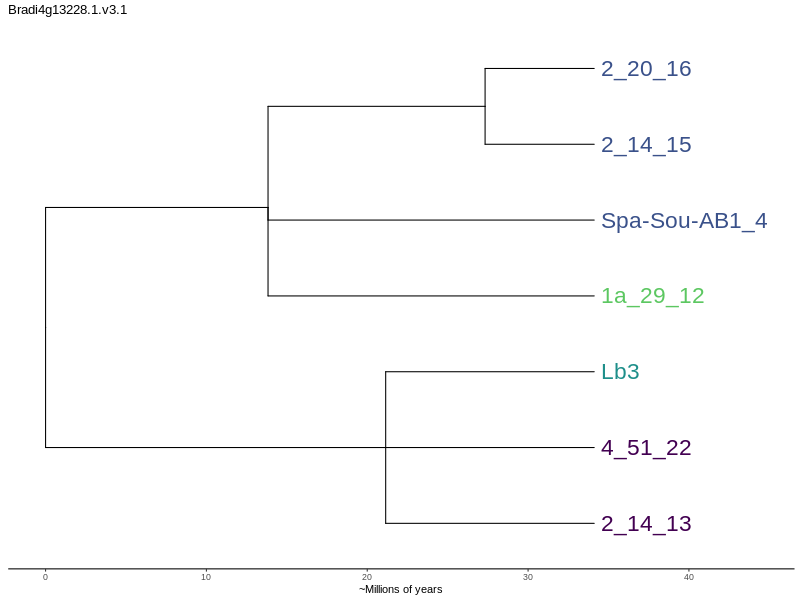 Bradi4g13228.1.v3.1
2_20_16
2_14_15
Spa-Sou-AB1_4
1a_29_12
Lb3
4_51_22
2_14_13
0 10 20 30 40
~Millions of years